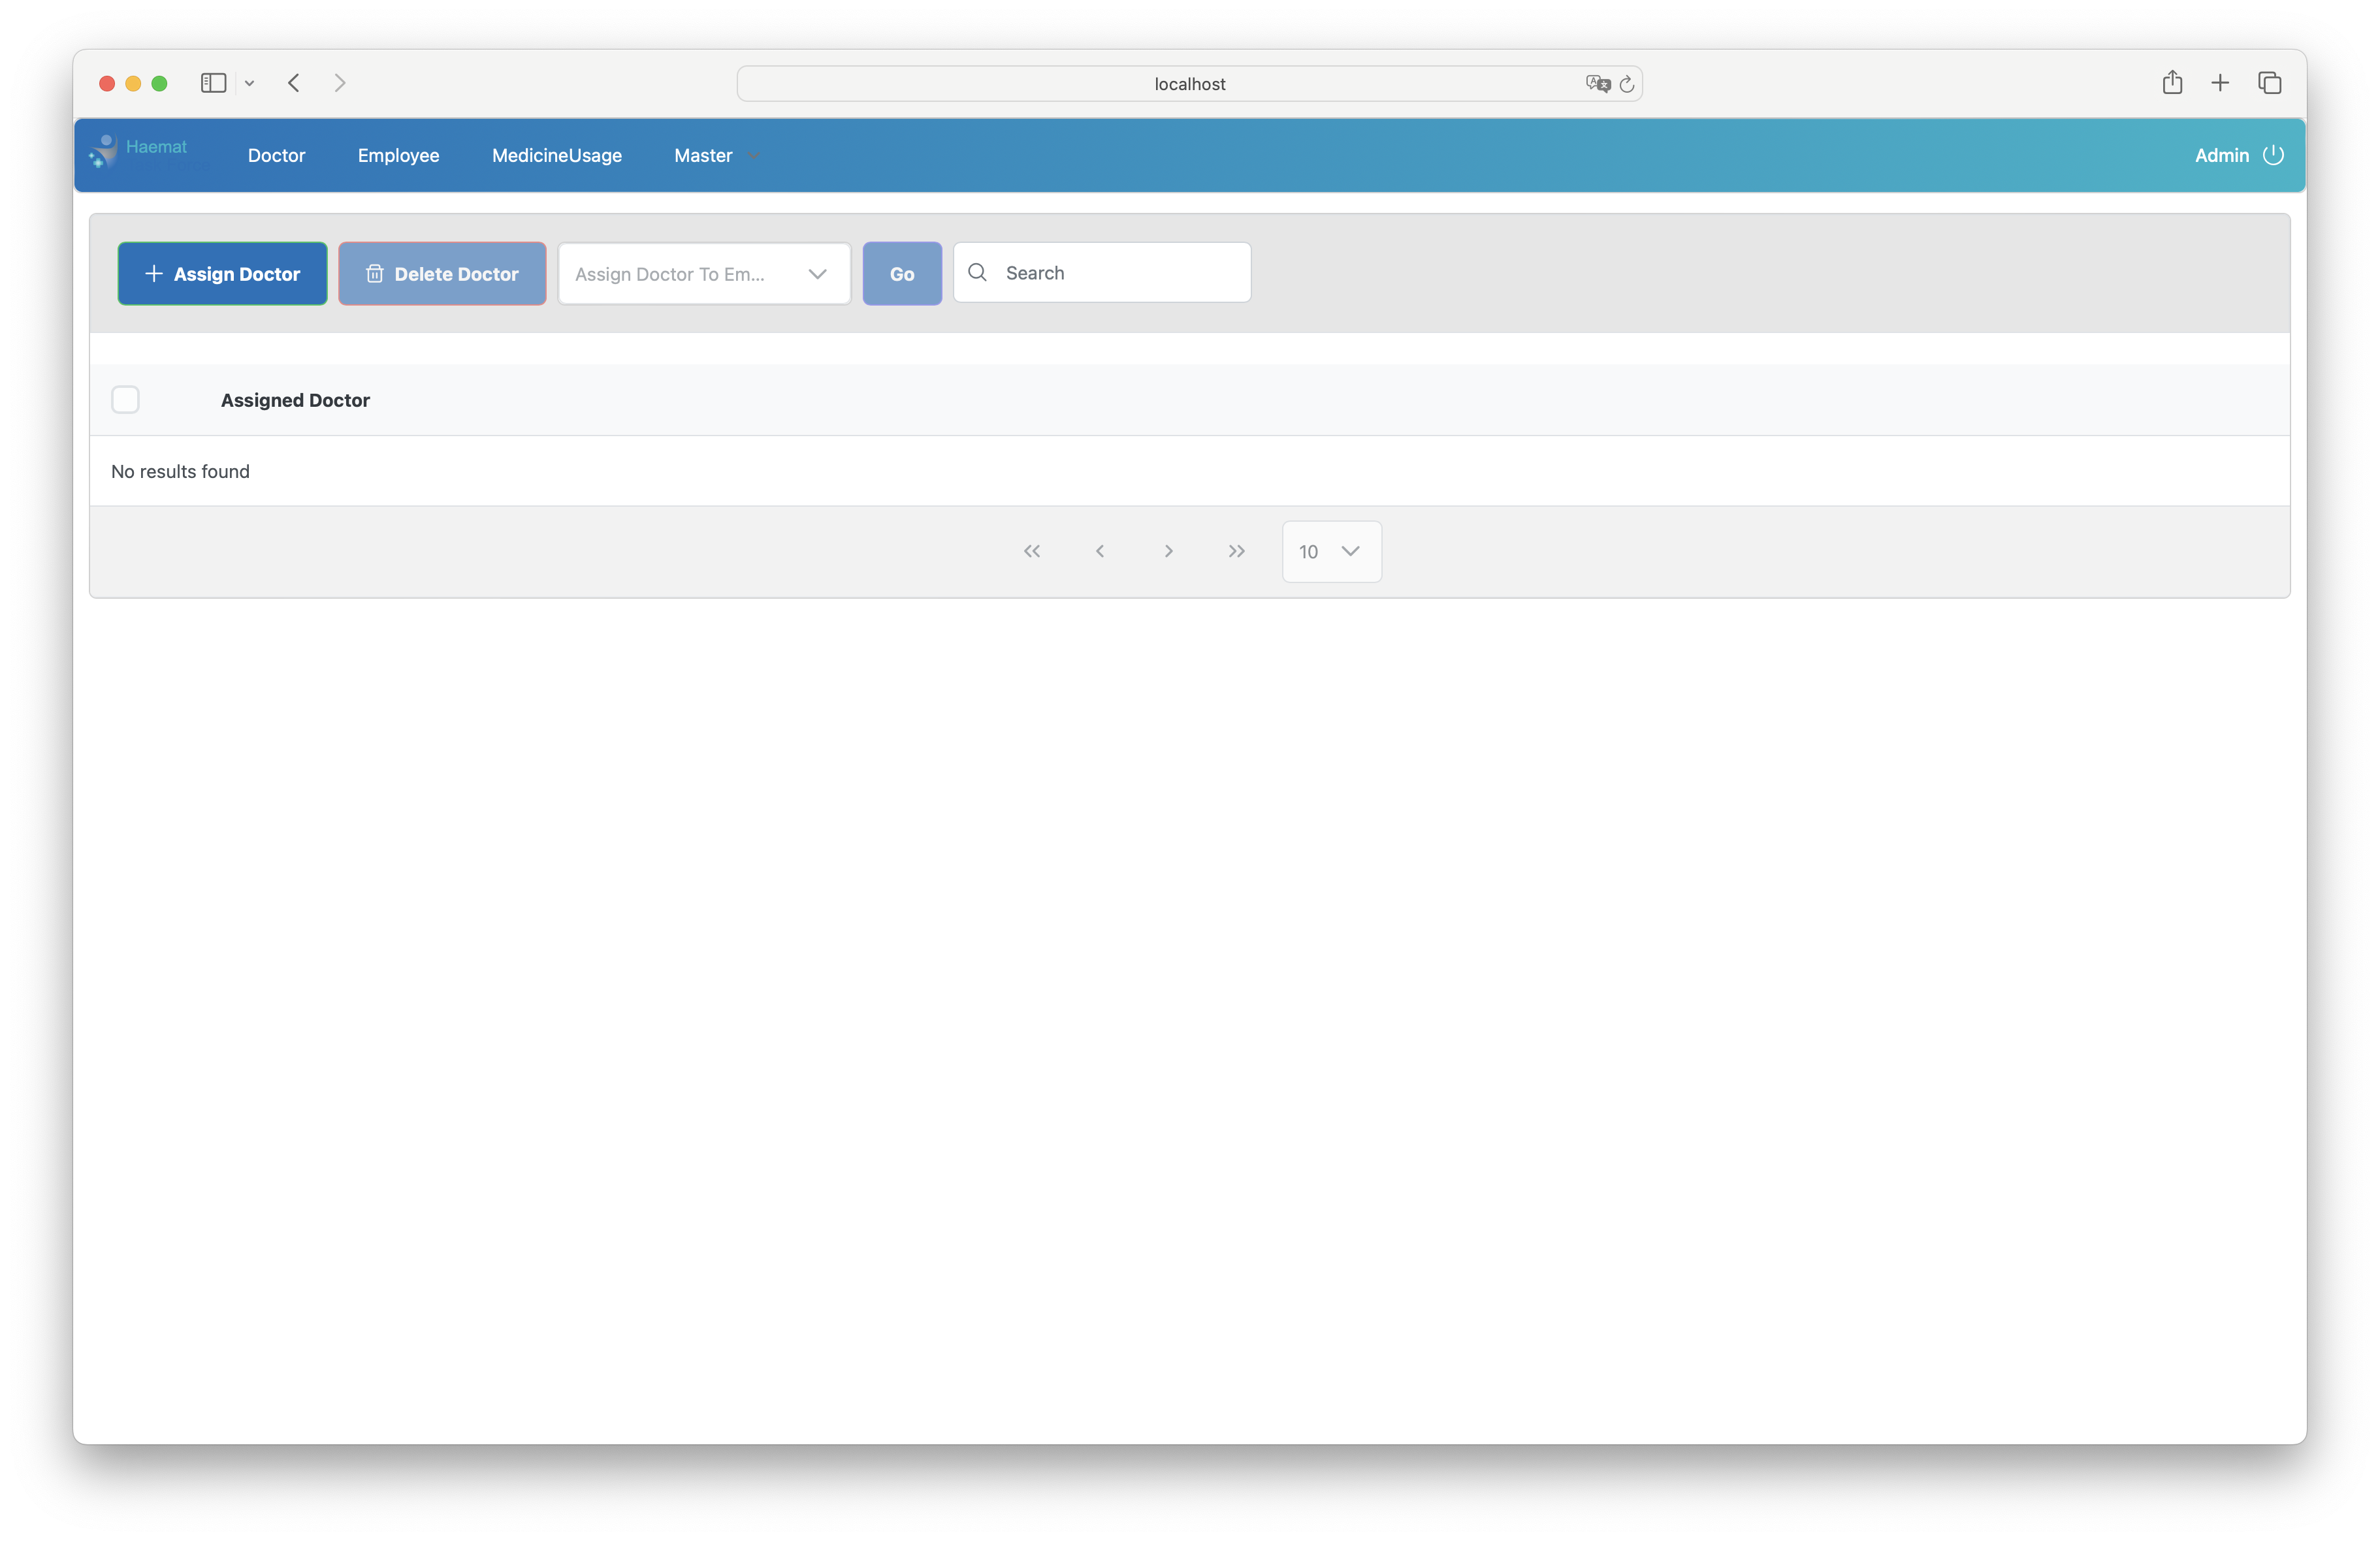 localhost
Haemat
Doctor Employee MedicineUsage Master Admin
Assign Doctor Delete Doctor Assign Doctor To Em... Go Search
Assigned Doctor
No results found
10